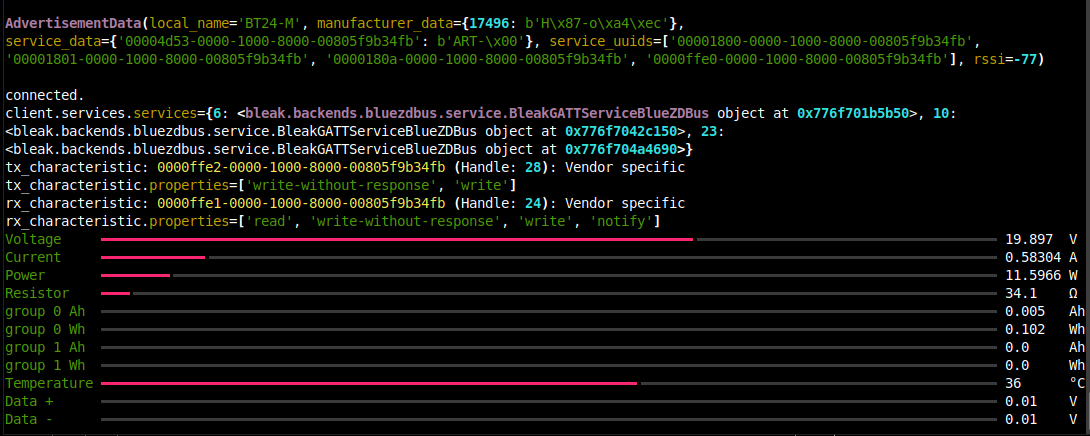 AdvertisementData(local_name='BT24-M', manufacturer_data={17496: b'H\x87-o\xa4\xec'},
service_data={'00004d53-0000-1000-8000-00805f9b34fb': b'ART-\x00'}, service_uuids=['00001800-0000-1000-8000-00805f9b34fb',
'00001801-0000-1000-8000-00805f9b34fb', '0000180a-0000-1000-8000-00805f9b34fb', '0000ffe0-0000-1000-8000-00805f9b34fb'], rssi=-77)
connected.
client.services.services={6: <bleak.backends.bluezdbus.service.BleakGATTServiceBlueZDBus object at 0x776f701b5b50>, 10:
<bleak.backends.bluezdbus.service.BleakGATTServiceBlueZDBus object at 0x776f7042c150>, 23:
<bleak.backends.bluezdbus.service.BleakGATTServiceBlueZDBus object at 0x776f704a4690>}
tx_characteristic: 0000ffe2-0000-1000-8000-00805f9b34fb (Handle: 28): Vendor specific
tx_characteristic.properties=['write-without-response', 'write']
rx_characteristic: 0000ffe1-0000-1000-8000-00805f9b34fb (Handle: 24): Vendor specific
rx_characteristic.properties=['read', 'write-without-response', 'write', 'notify']
Voltage 19.897 V
Current 0.58304 A
Power 11.5966 W
Resistor 34.1 Ω
group 0 Ah 0.005 Ah
group 0 Wh 0.102 Wh
group 1 Ah 0.0 Ah
group 1 Wh 0.0 Wh
Temperature 36 °C
Data + 0.01 V
Data - 0.01 V